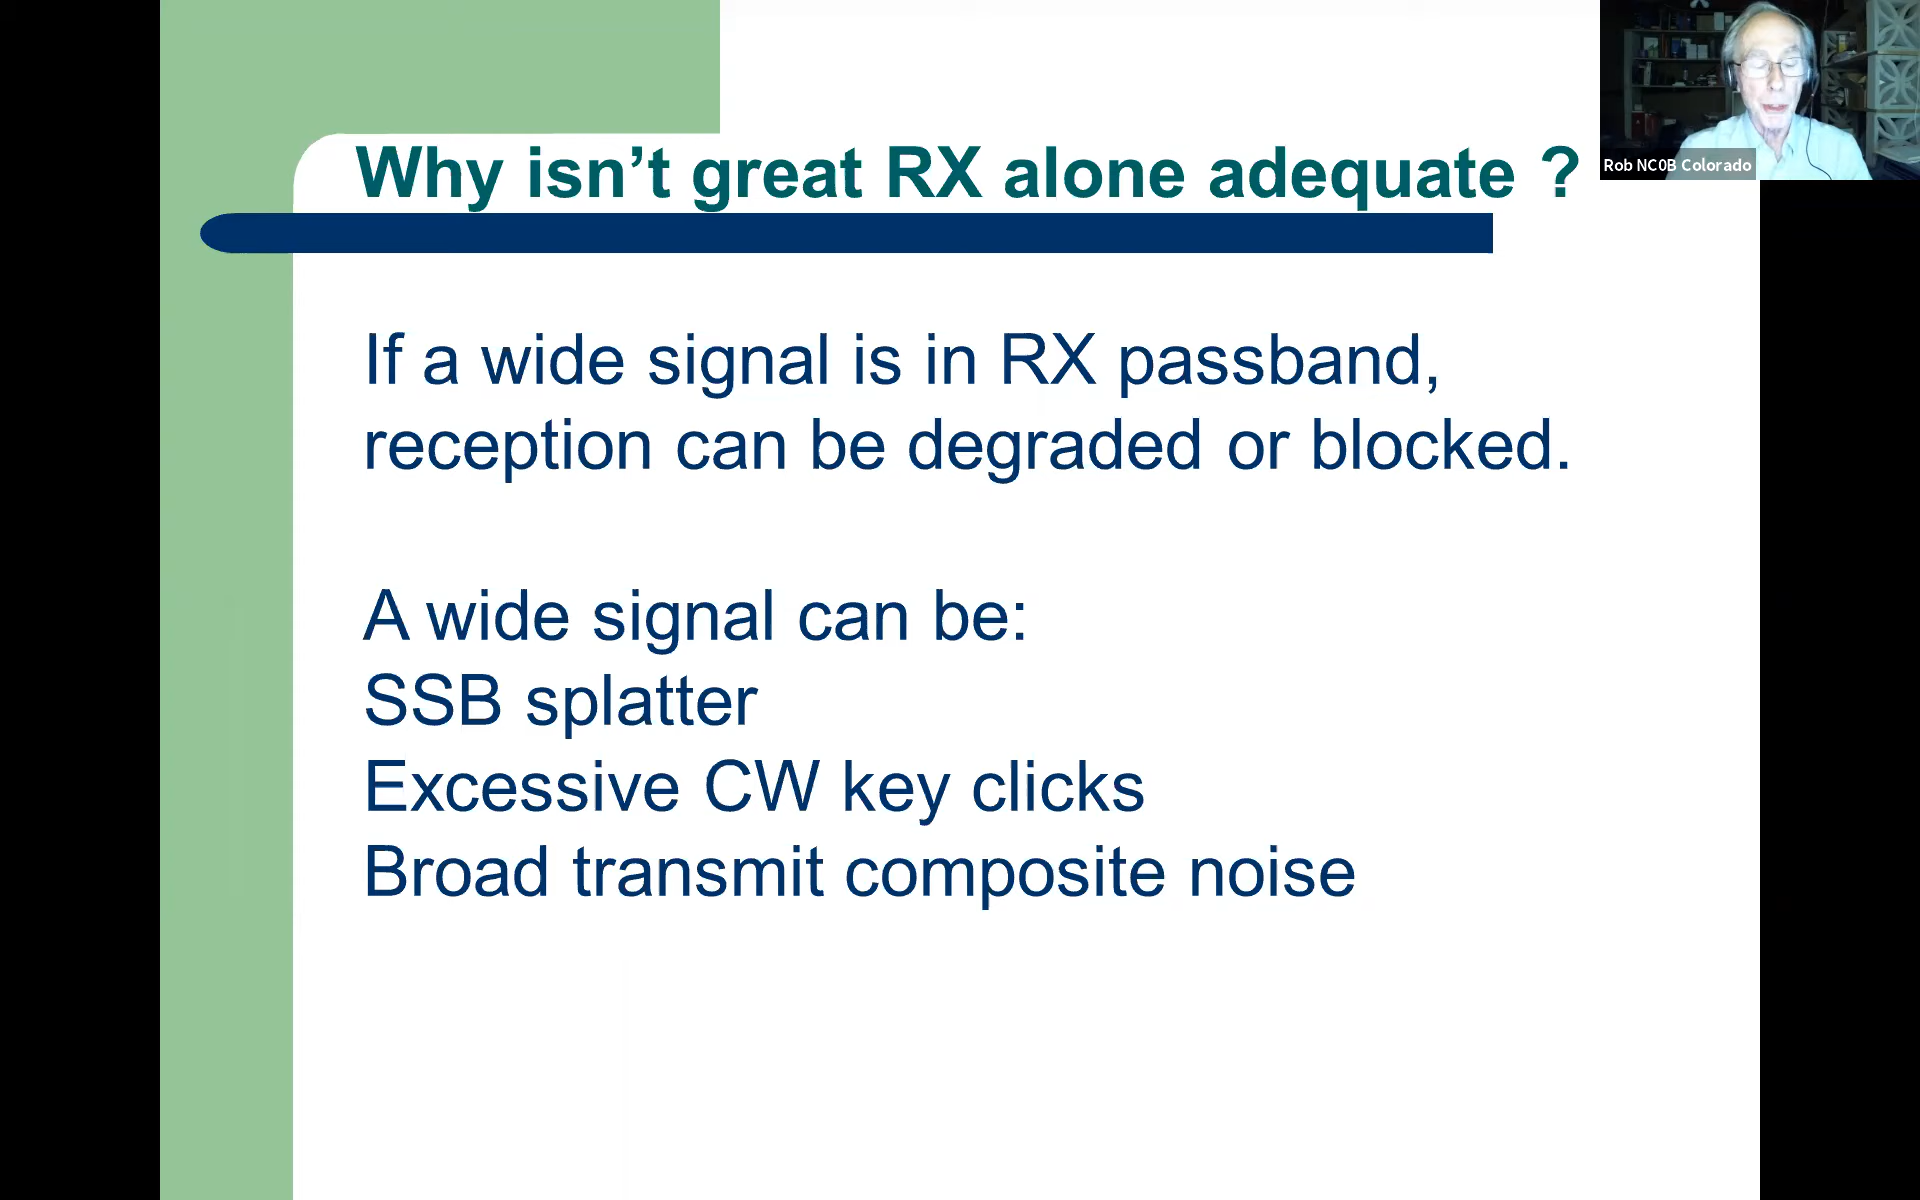 Why isn’t great RX alone adequate ?
Rob NC0B Colorado
If a wide signal is in RX passband,
reception can be degraded or blocked.
A wide signal can be:
SSB splatter
Excessive CW key clicks
Broad transmit composite noise